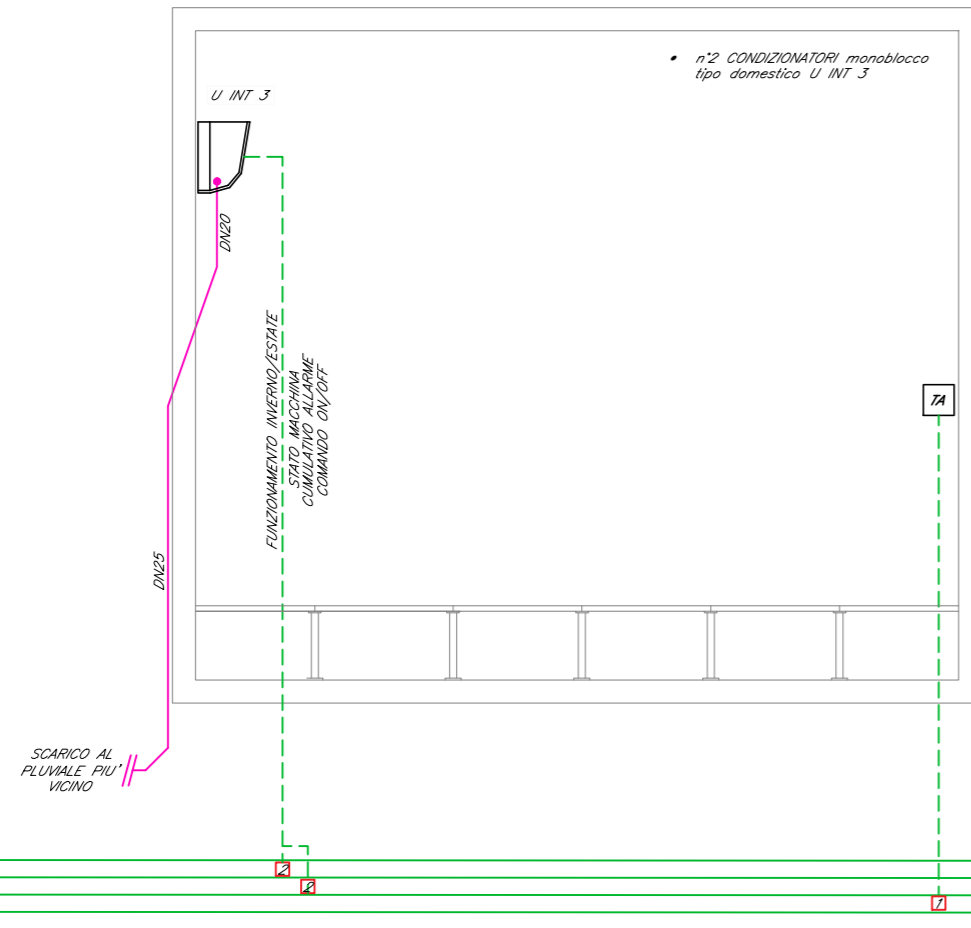 • n°2 CONDIZIONATORI monoblocco
tipo domestico U INT 3
U INT 3
DN20
FUNZIONAMENTO INVERNO/ESTATE
STATO MACCHINA
CUMULATIVO ALLARME
COMANDO ON/OFF
TA
DN25
SCARICO AL
PLUVIALE PIU'
VICINO
2
2
1